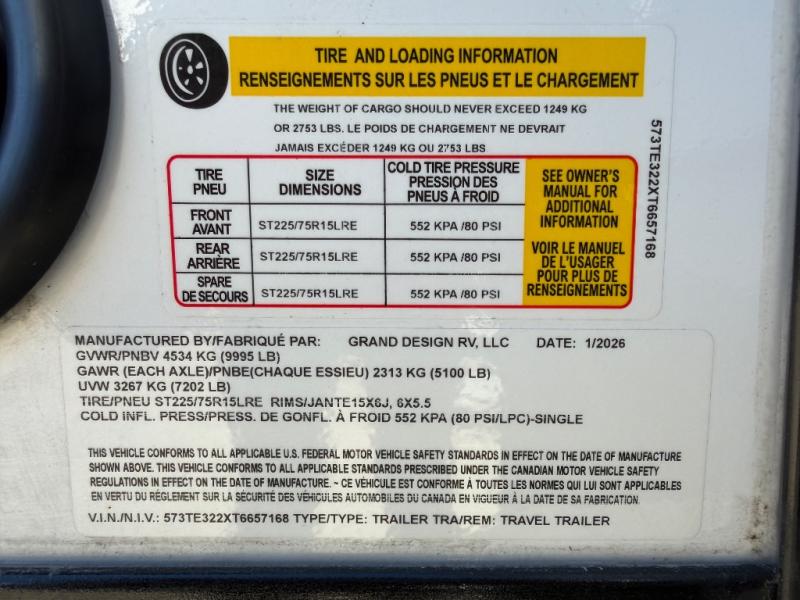 TIRE AND LOADING INFORMATION
RENSEIGNEMENTS SUR LES PNEUS ET LE CHARGEMENT
THE WEIGHT OF CARGO SHOULD NEVER EXCEED 1249 KG
OR 2753 LBS. LE POIDS DE CHARGEMENT NE DEVRAIT
JAMAIS EXCÉDER 1249 KG OU 2753 LBS
TIRE
PNEU
SIZE
DIMENSIONS
COLD TIRE PRESSURE
PRESSION DES
PNEUS À FROID
FRONT
AVANT
ST225/75R15LRE
552 KPA /80 PSI
REAR
ARRIÈRE
ST225/75R15LRE
552 KPA /80 PSI
SPARE
DE SECOURS
ST225/75R15LRE
552 KPA /80 PSI
SEE OWNER'S
MANUAL FOR
ADDITIONAL
INFORMATION
VOIR LE MANUEL
DE L'USAGER
POUR PLUS DE
RENSEIGNEMENTS
573TE322XT6657168
MANUFACTURED BY/FABRIQUÉ PAR: GRAND DESIGN RV, LLC DATE: 1/2026
GVWR/PNBV 4534 KG (9995 LB)
GAWR (EACH AXLE)/PNBE(CHAQUE ESSIEU) 2313 KG (5100 LB)
UVW 3267 KG (7202 LB)
TIRE/PNEU ST225/75R15LRE RIMS/JANTE15X6J, 6X5.5
COLD INFL. PRESS/PRESS. DE GONFL. À FROID 552 KPA (80 PSI/LPC)-SINGLE
THIS VEHICLE CONFORMS TO ALL APPLICABLE U.S. FEDERAL MOTOR VEHICLE SAFETY STANDARDS IN EFFECT ON THE DATE OF MANUFACTURE
SHOWN ABOVE. THIS VEHICLE CONFORMS TO ALL APPLICABLE STANDARDS PRESCRIBED UNDER THE CANADIAN MOTOR VEHICLE SAFETY
REGULATIONS IN EFFECT ON THE DATE OF MANUFACTURE. ~ CE VÉHICULE EST CONFORME À TOUTES LES NORMES QUI LUI SONT APPLICABLES
EN VERTU DU RÈGLEMENT SUR LA SÉCURITÉ DES VÉHICULES AUTOMOBILES DU CANADA EN VIGUEUR À LA DATE DE SA FABRICATION.
V.I.N./N.I.V.: 573TE322XT6657168 TYPE/TYPE: TRAILER TRA/REM: TRAVEL TRAILER